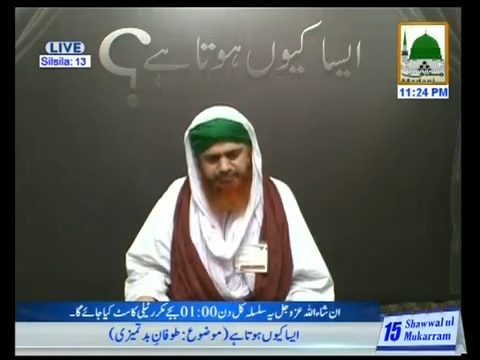 LIVE
Silsila: 13
ایسا کیوں ہوتا ہے ؟
11:24 PM
ان شاءاللہ عزوجل یہ سلسلہ کل دن 01:00 بجے مکرر ٹیلی کاسٹ کیا جائے گا۔
ایسا کیوں ہوتا ہے (موضوع: طوفانِ بدتمیزی)
15 Shawwal ul
Mukarram